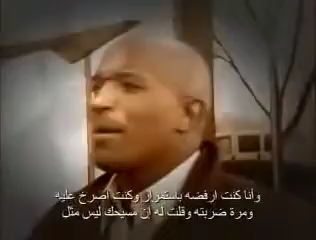 وأنا كنت ارفضه باستمرار وكنت أصرخ عليه
ومرة ضربته وقلت له إن مسيحك ليس مثل